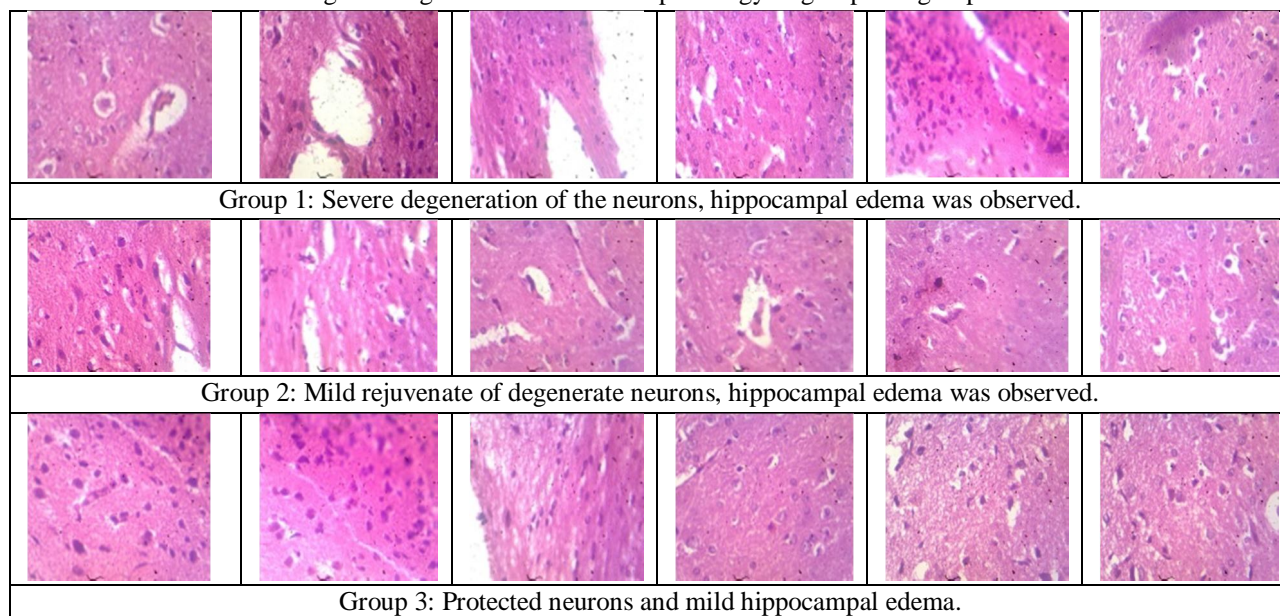 Group 1: Severe degeneration of the neurons, hippocampal edema was observed.
Group 2: Mild rejuvenate of degenerate neurons, hippocampal edema was observed.
Group 3: Protected neurons and mild hippocampal edema.